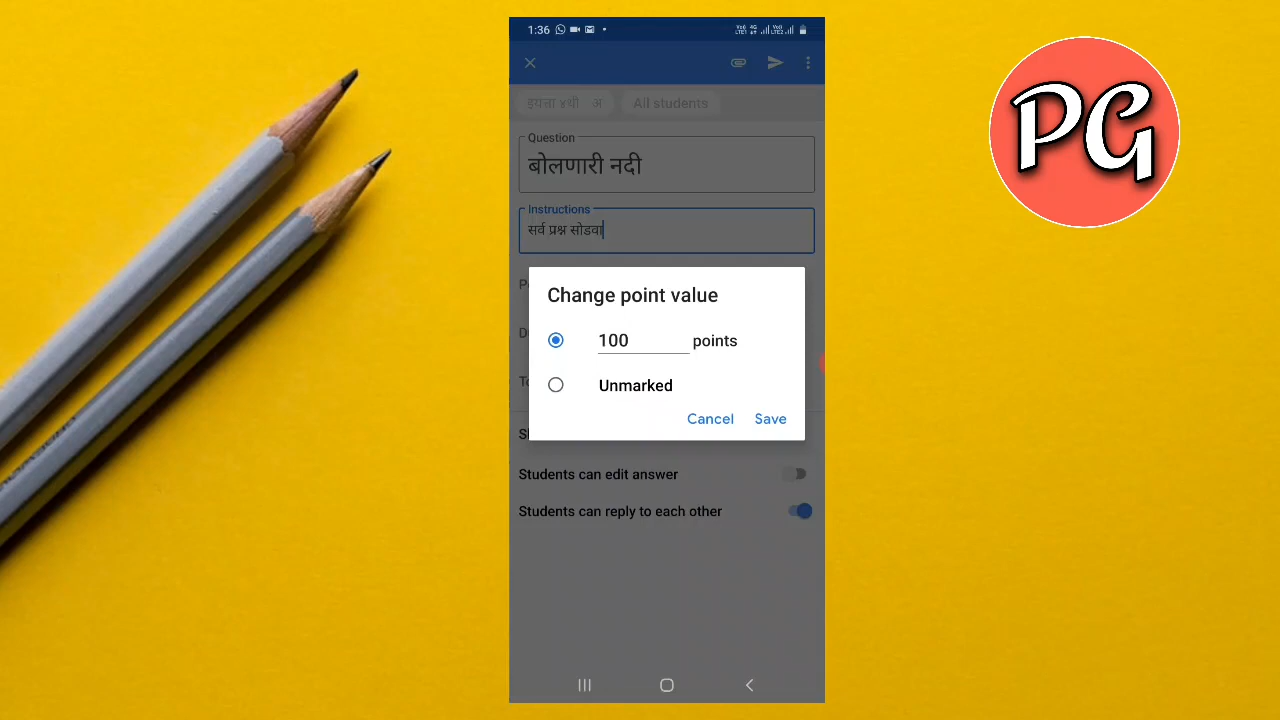 1:36
इयत्ता ४थी अ All students
Question
बोलणारी नदी
Instructions
सर्व प्रश्न सोडवा
Change point value
100 points
Unmarked
Cancel Save
Students can edit answer
Students can reply to each other
PG